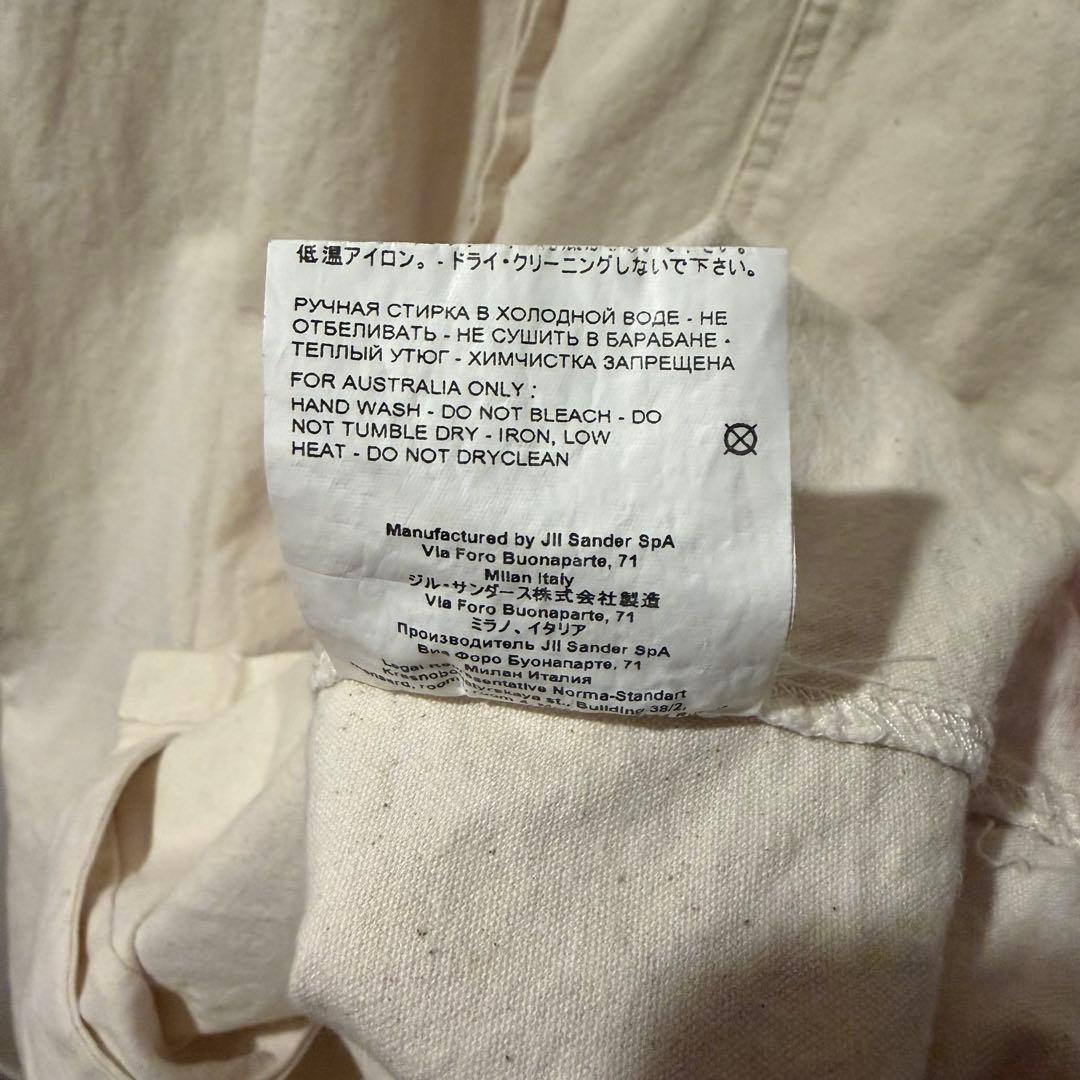 低温アイロン。 - ドライ・クリーニングしないで下さい。
РУЧНАЯ СТИРКА В ХОЛОДНОЙ ВОДЕ - НЕ
ОТБЕЛИВАТЬ - НЕ СУШИТЬ В БАРАБАНЕ -
ТЕПЛЫЙ УТЮГ - ХИМЧИСТКА ЗАПРЕЩЕНА
FOR AUSTRALIA ONLY :
HAND WASH - DO NOT BLEACH - DO
NOT TUMBLE DRY - IRON, LOW
HEAT - DO NOT DRYCLEAN
Manufactured by Jil Sander SpA
Via Foro Buonaparte, 71
Milan Italy
ジル・サンダース株式会社製造
Via Foro Buonaparte, 71
ミラノ、イタリア
Производитель Jil Sander SpA
Виа Форо Буонапарте, 71
Милан Италия
Norma-Standart
Building 38/2,